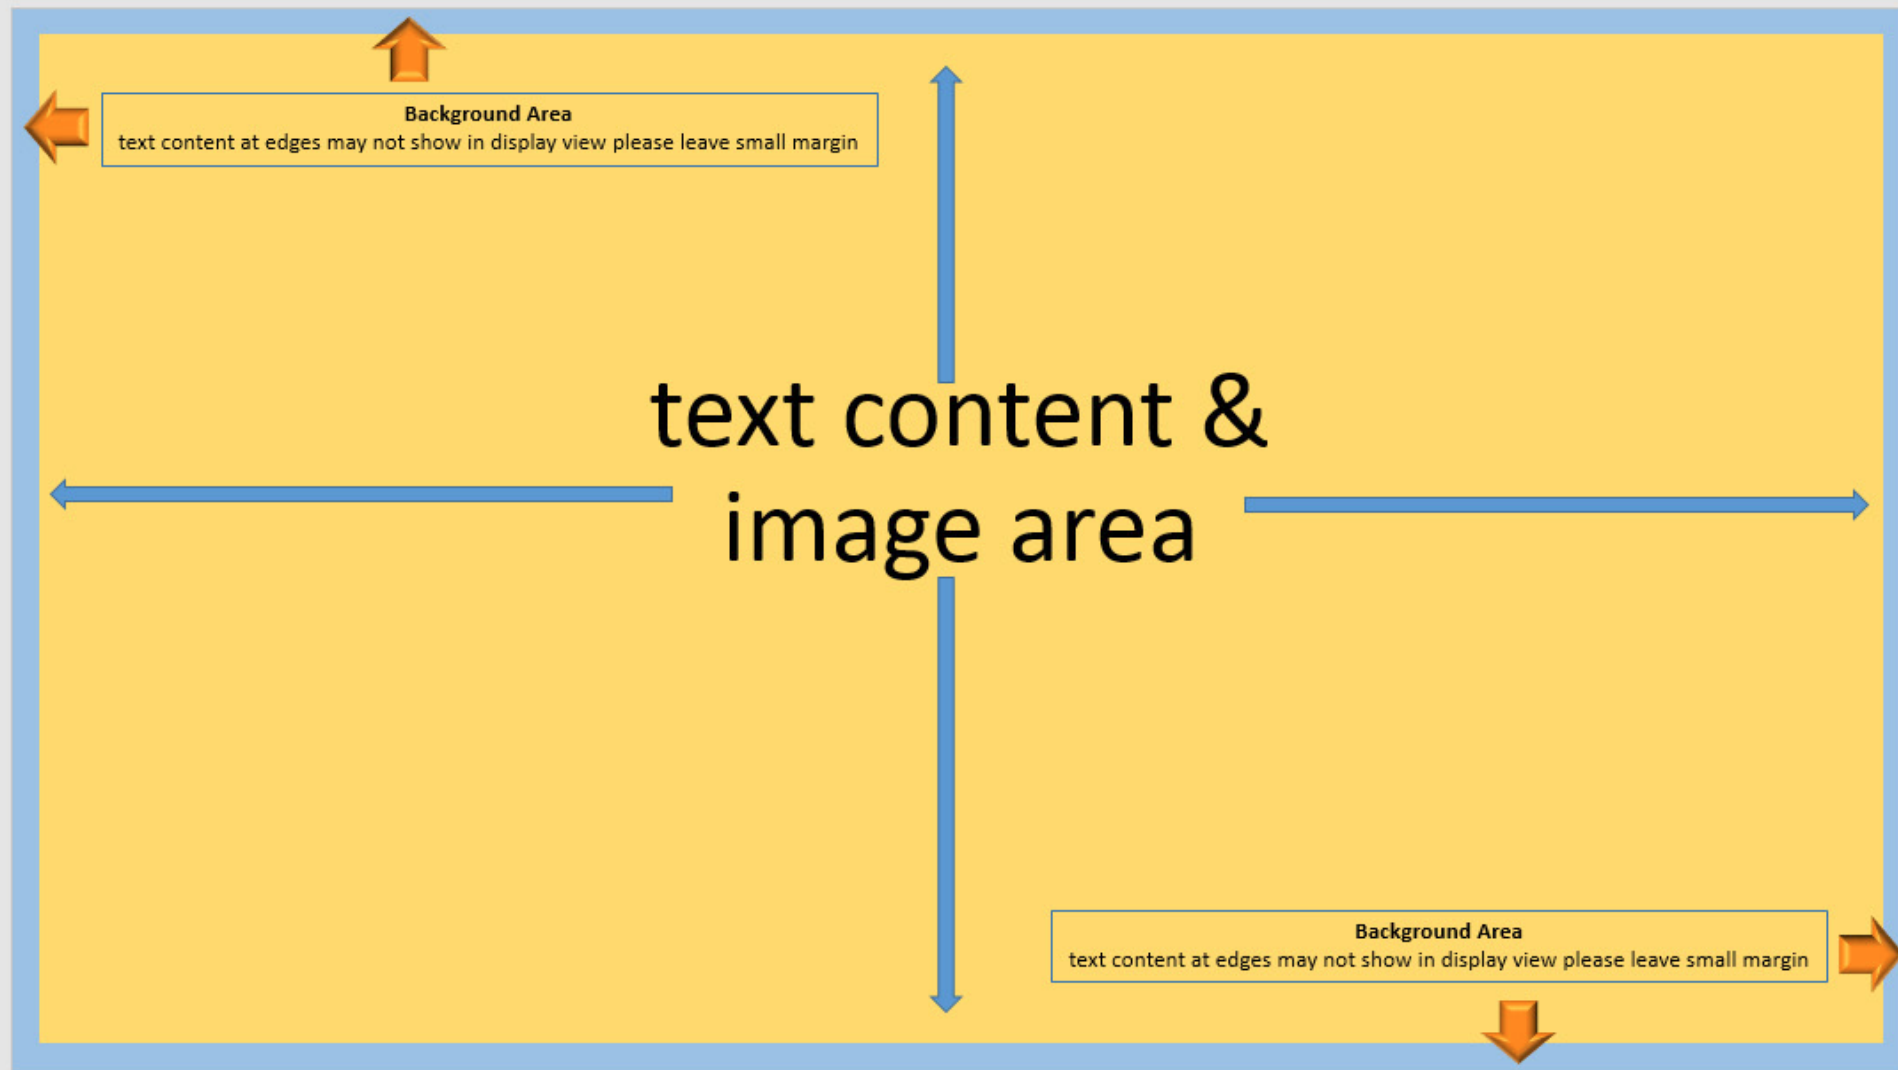 Background Area
text content at edges may not show in display view please leave small margin
text content &
image area
Background Area
text content at edges may not show in display view please leave small margin